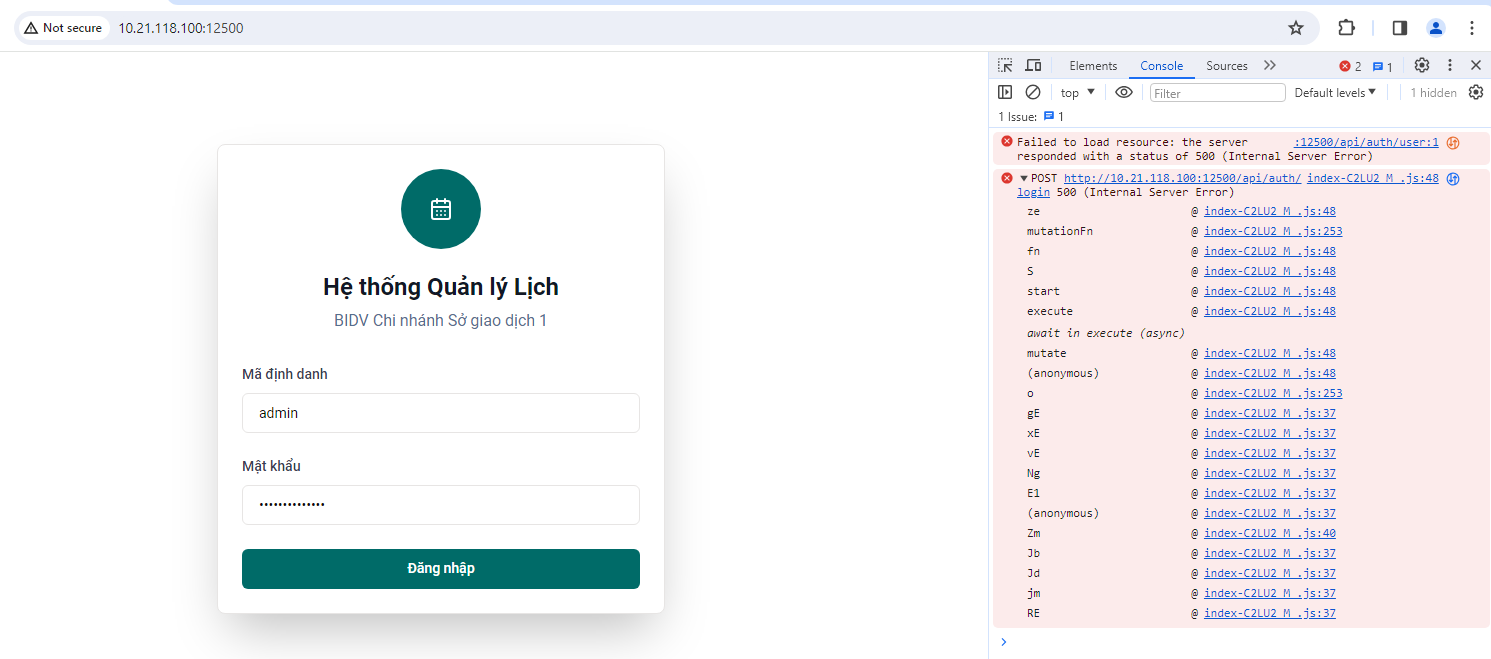 Not secure 10.21.118.100:12500
Elements Console Sources 2 1
top Filter Default levels 1 hidden
1 Issue: 1
Hệ thống Quản lý Lịch
BIDV Chi nhánh Sở giao dịch 1
Mã định danh
admin
Mật khẩu
••••••••••••••
Đăng nhập
Failed to load resource: the server :12500/api/auth/user:1
responded with a status of 500 (Internal Server Error)
POST http://10.21.118.100:12500/api/auth/ index-C2LU2_M_.js:48
login 500 (Internal Server Error)
ze @ index-C2LU2_M_.js:48
mutationFn @ index-C2LU2_M_.js:253
fn @ index-C2LU2_M_.js:48
S @ index-C2LU2_M_.js:48
start @ index-C2LU2_M_.js:48
execute @ index-C2LU2_M_.js:48
await in execute (async)
mutate @ index-C2LU2_M_.js:48
(anonymous) @ index-C2LU2_M_.js:48
o @ index-C2LU2_M_.js:253
gE @ index-C2LU2_M_.js:37
xE @ index-C2LU2_M_.js:37
vE @ index-C2LU2_M_.js:37
Ng @ index-C2LU2_M_.js:37
E1 @ index-C2LU2_M_.js:37
(anonymous) @ index-C2LU2_M_.js:37
Zm @ index-C2LU2_M_.js:40
Jb @ index-C2LU2_M_.js:37
Jd @ index-C2LU2_M_.js:37
jm @ index-C2LU2_M_.js:37
RE @ index-C2LU2_M_.js:37